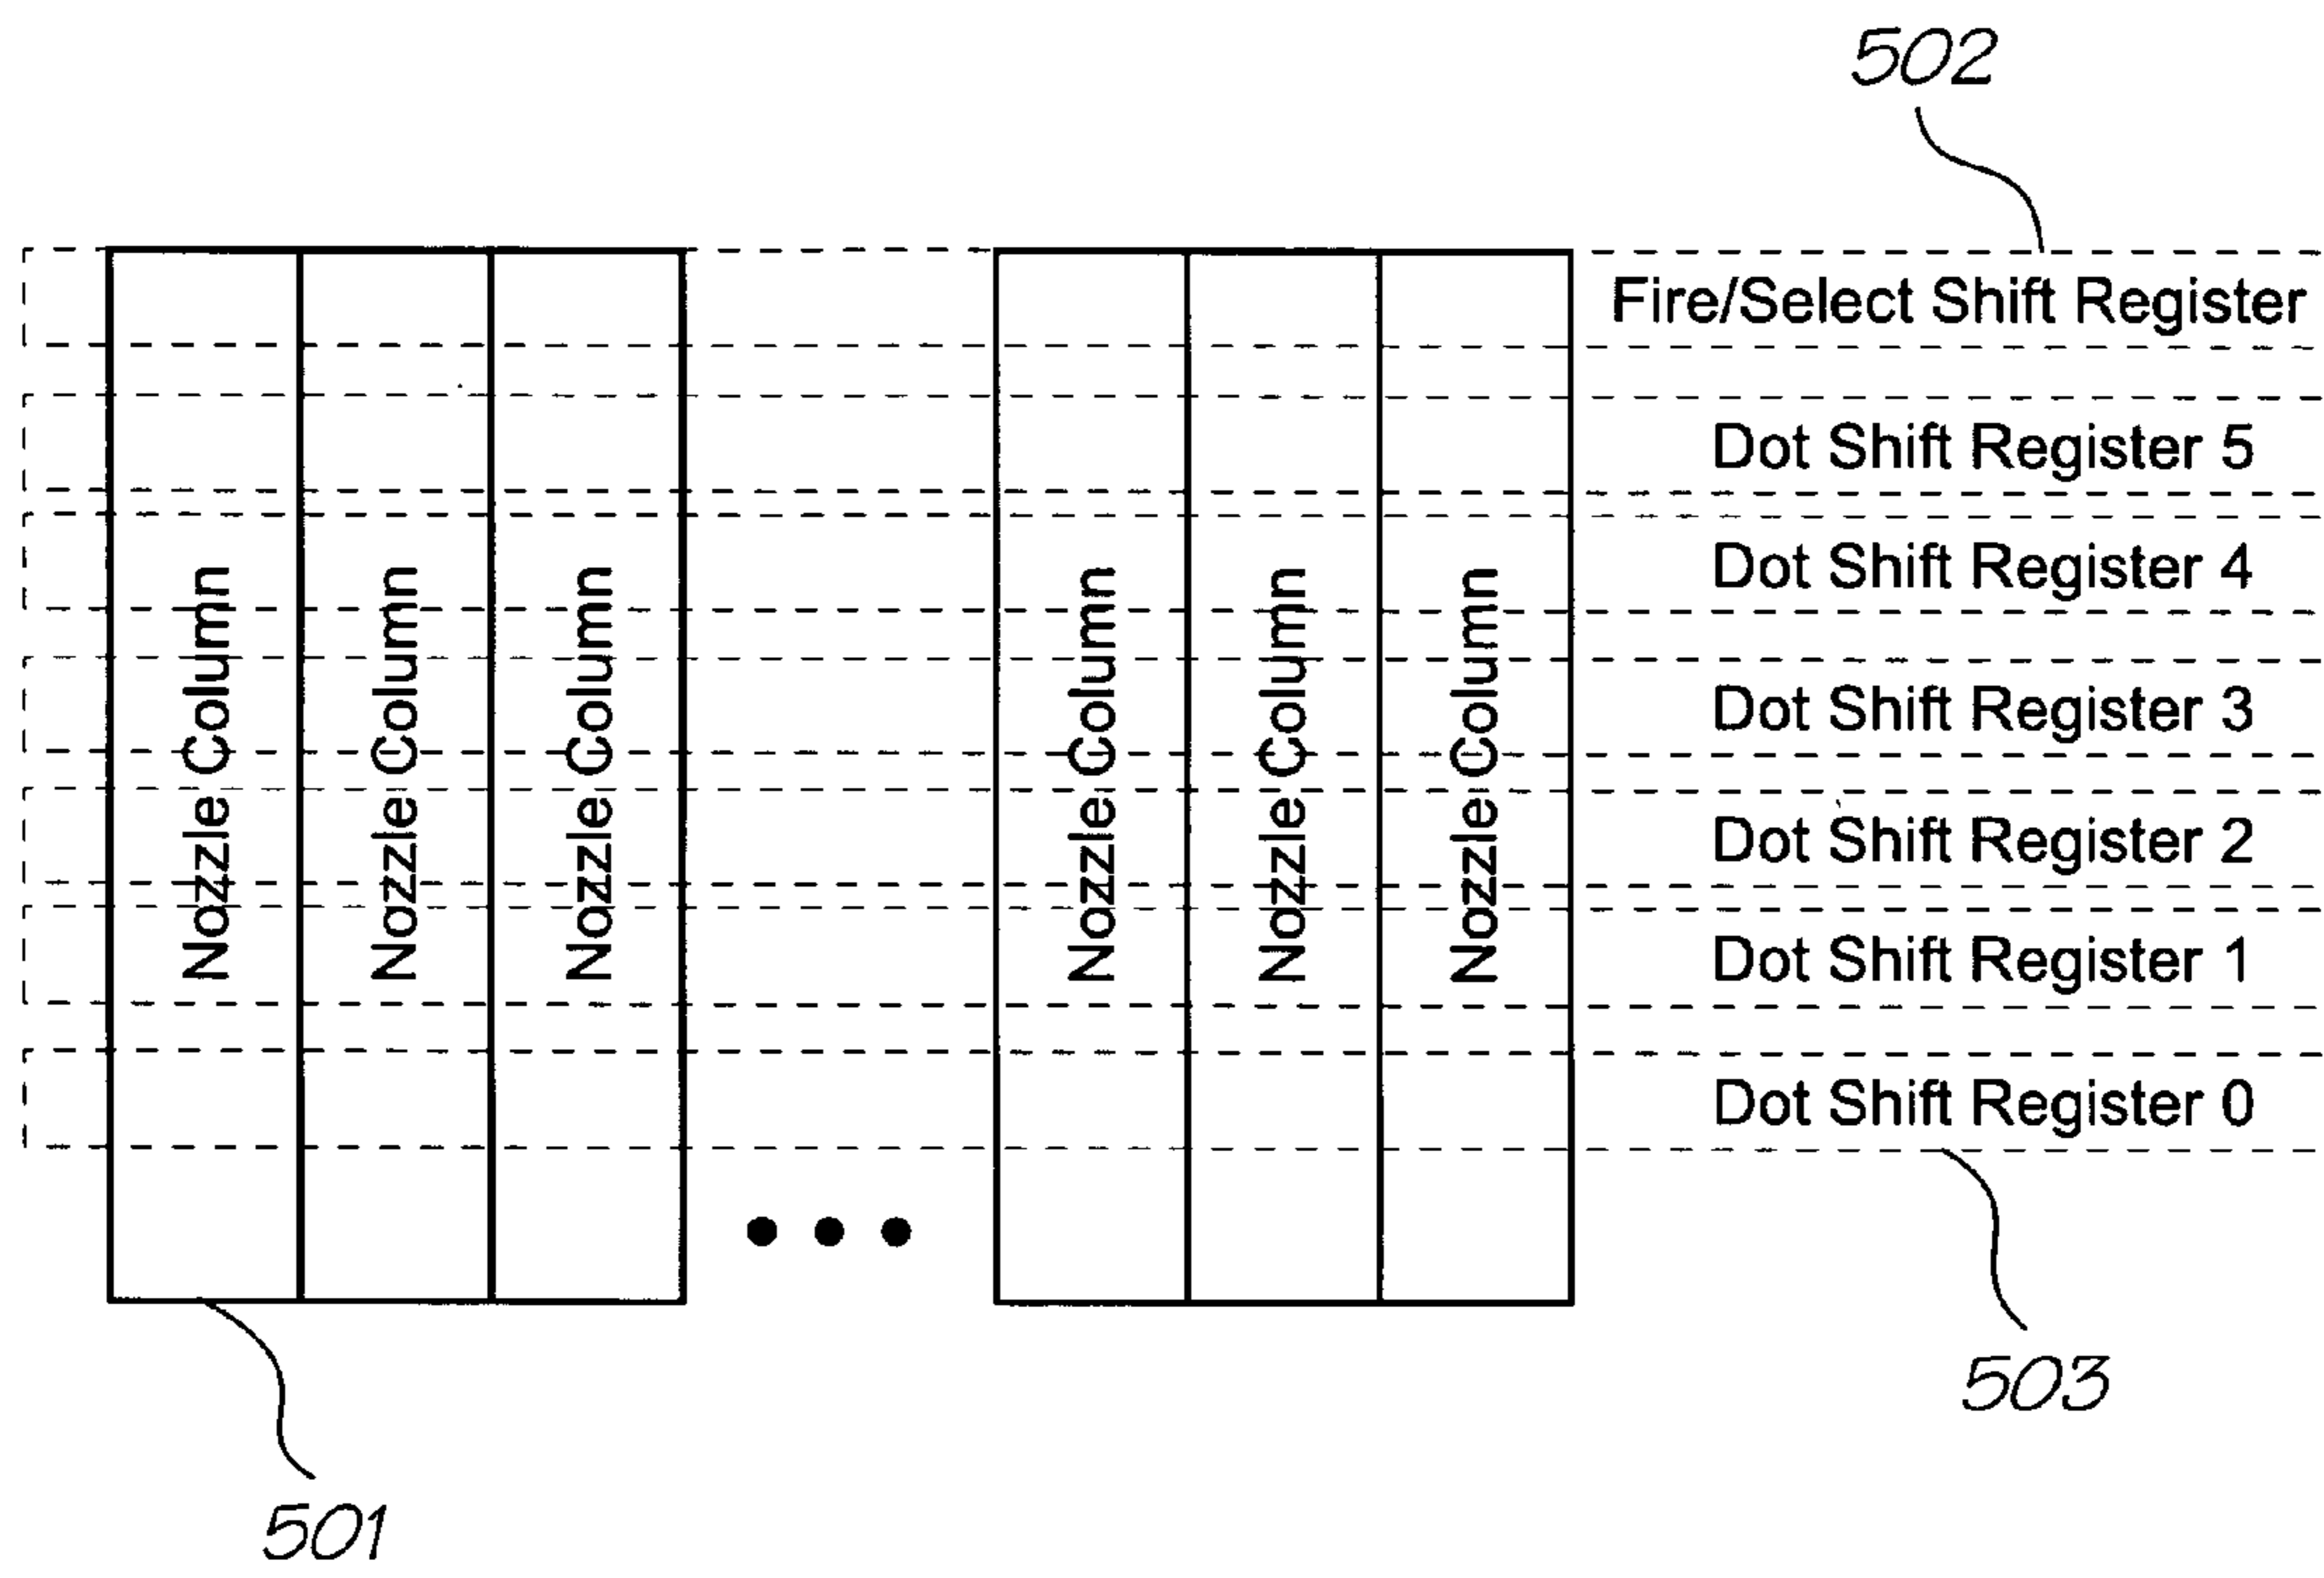 502
Fire/Select Shift Register
Dot Shift Register 5
Dot Shift Register 4
Dot Shift Register 3
Dot Shift Register 2
Dot Shift Register 1
Dot Shift Register 0
Nozzle Column
Nozzle Column
Nozzle Column
Nozzle Column
Nozzle Column
Nozzle Column
503
501